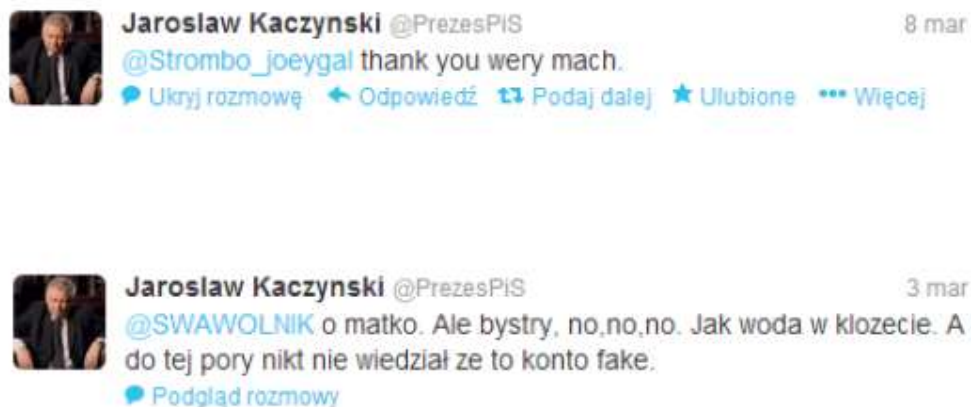 Jaroslaw Kaczynski @PrezesPiS 8 mar
@Strombo_joeygal thank you wery mach.
Ukryj rozmowę Odpowiedź Podaj dalej Ulubione Więcej
Jaroslaw Kaczynski @PrezesPiS 3 mar
@SWAWOLNIK o matko. Ale bystry, no,no,no. Jak woda w klozecie. A
do tej pory nikt nie wiedział ze to konto fake.
Podgląd rozmowy